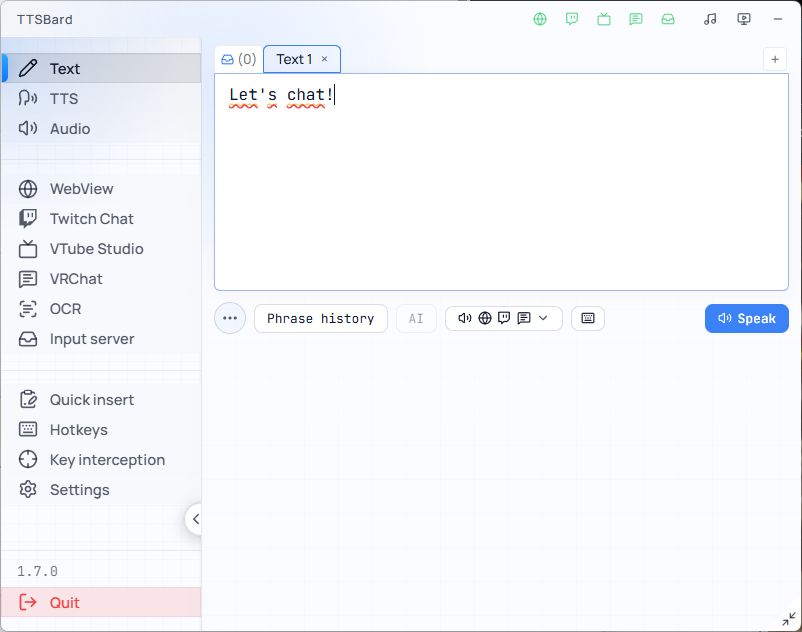 TTSBard
Text
TTS
Audio
WebView
Twitch Chat
VTube Studio
VRChat
OCR
Input server
Quick insert
Hotkeys
Key interception
Settings
1.7.0
Quit
(0) Text 1 × +
Let's chat!
Phrase history AI Speak